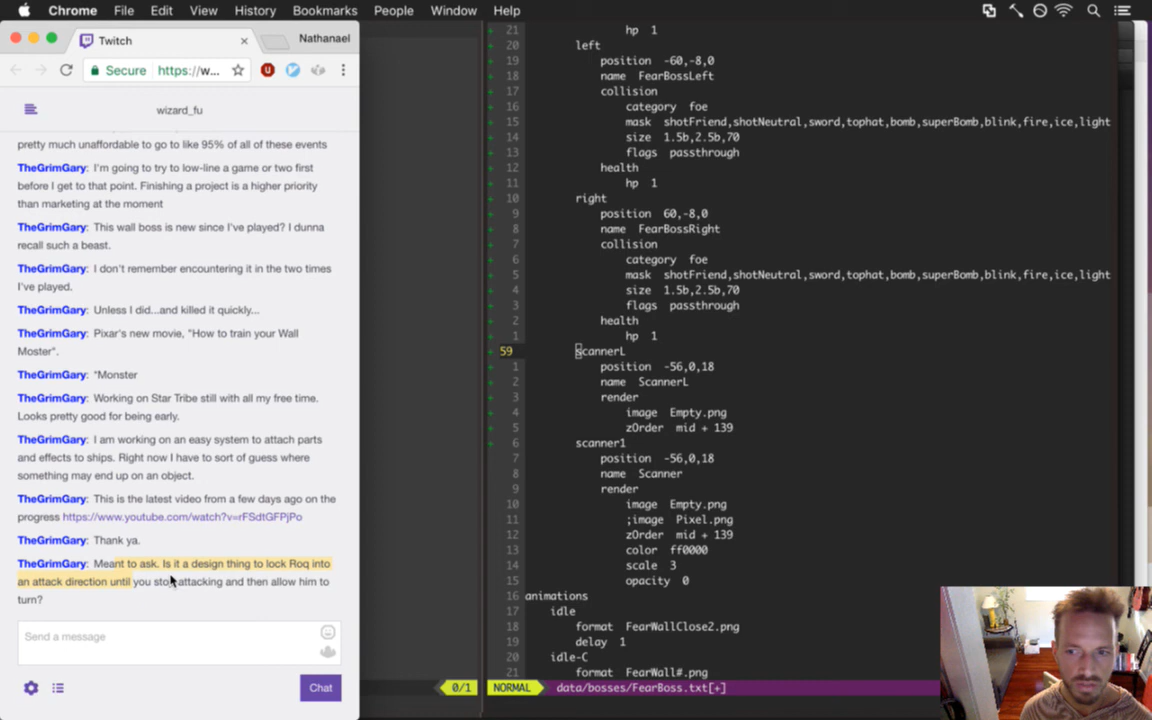 Chrome File Edit View History Bookmarks People Window Help
Twitch
Nathanael
Secure https://w...
wizard_fu
pretty much unaffordable to go to like 95% of all of these events
TheGrimGary: I'm going to try to low-line a game or two first
before I get to that point. Finishing a project is a higher priority
than marketing at the moment
TheGrimGary: This wall boss is new since I've played? I dunna
recall such a beast.
TheGrimGary: I don't remember encountering it in the two times
I've played.
TheGrimGary: Unless I did...and killed it quickly...
TheGrimGary: Pixar's new movie, "How to train your Wall
Moster".
TheGrimGary: *Monster
TheGrimGary: Working on Star Tribe still with all my free time.
Looks pretty good for being early.
TheGrimGary: I am working on an easy system to attach parts
and effects to ships. Right now I have to sort of guess where
something may end up on an object.
TheGrimGary: This is the latest video from a few days ago on the
progress https://www.youtube.com/watch?v=rFSdtGFPjPo
TheGrimGary: Thank ya.
TheGrimGary: Meant to ask. Is it a design thing to lock Roq into
an attack direction until you stop attacking and then allow him to
turn?
Send a message
Chat
21 hp 1
20 left
19 position -60,-8,0
18 name FearBossLeft
17 collision
16 category foe
15 mask shotFriend,shotNeutral,sword,tophat,bomb,superBomb,blink,fire,ice,light
14 size 1.5b,2.5b,70
13 flags passthrough
12 health
11 hp 1
10 right
9 position 60,-8,0
8 name FearBossRight
7 collision
6 category foe
5 mask shotFriend,shotNeutral,sword,tophat,bomb,superBomb,blink,fire,ice,light
4 size 1.5b,2.5b,70
3 flags passthrough
2 health
1 hp 1
59 scannerL
1 position -56,0,18
2 name ScannerL
3 render
4 image Empty.png
5 zOrder mid + 139
6 scanner1
7 position -56,0,18
8 name Scanner
9 render
10 image Empty.png
11 ;image Pixel.png
12 zOrder mid + 139
13 color ff0000
14 scale 3
15 opacity 0
16 animations
17 idle
18 format FearWallClose2.png
19 delay 1
20 idle-C
21 format FearWall#.png
0/1 NORMAL data/bosses/FearBoss.txt[+]